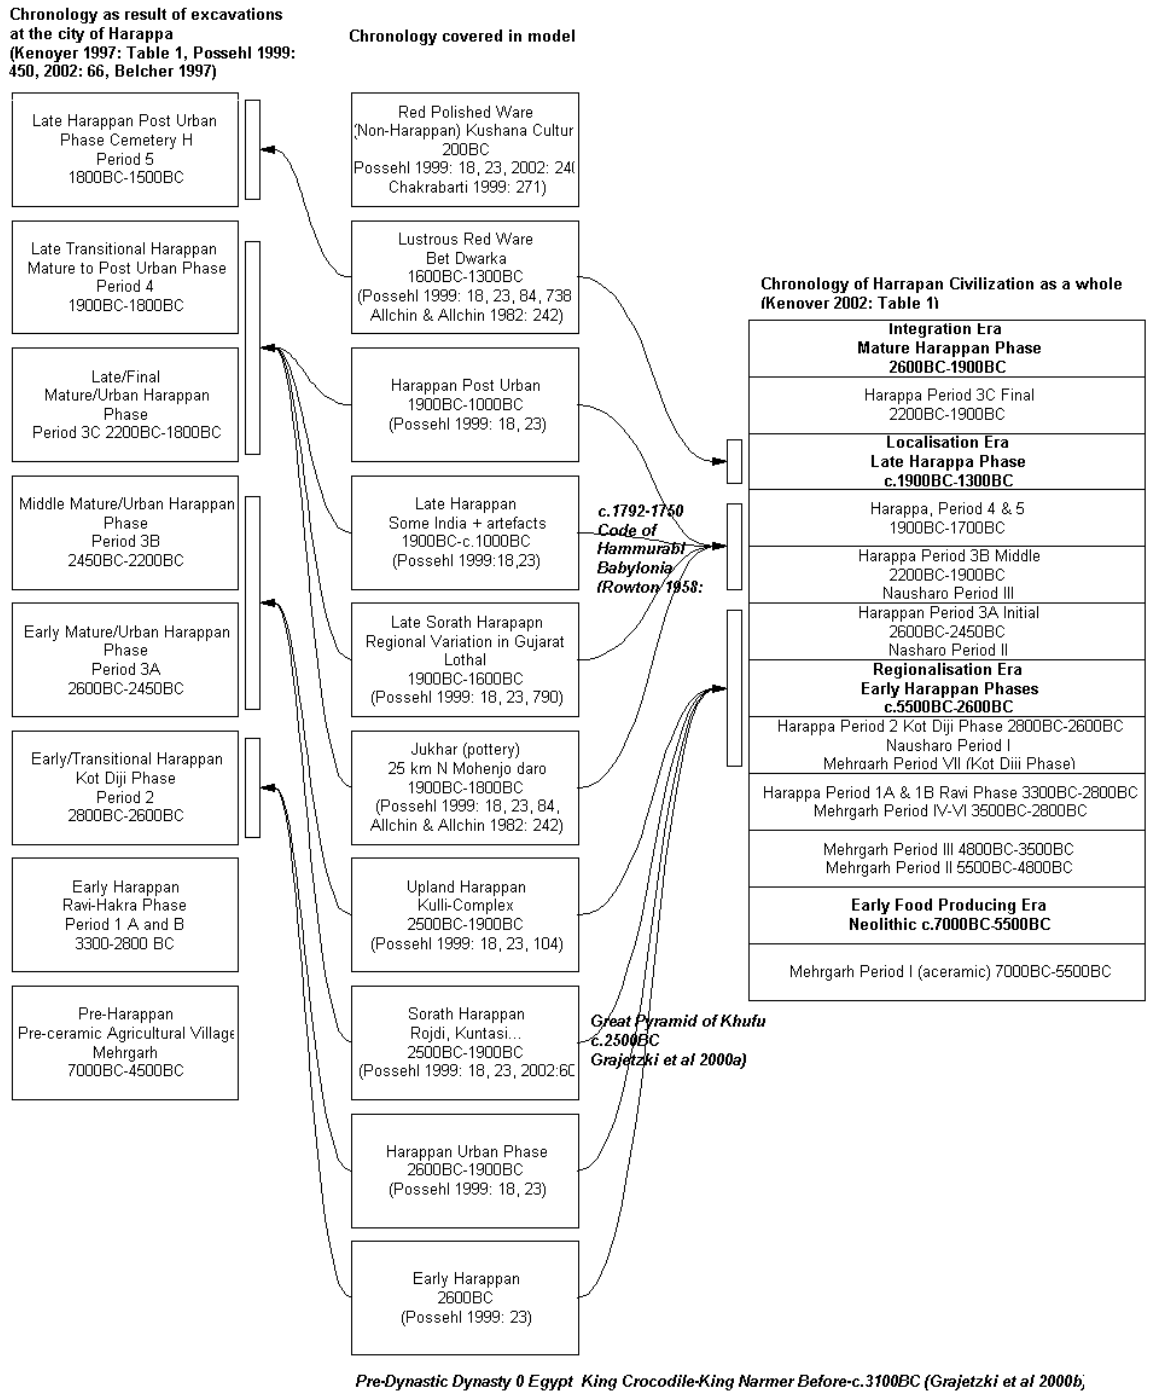 Chronology as result of excavations
at the city of Harappa
(Kenoyer 1997: Table 1, Possehl 1999:
450, 2002: 66, Belcher 1997)
Late Harappan Post Urban
Phase Cemetery H
Period 5
1800BC-1500BC
Late Transitional Harappan
Mature to Post Urban Phase
Period 4
1900BC-1800BC
Late/Final
Mature/Urban Harappan
Phase
Period 3C 2200BC-1800BC
Middle Mature/Urban Harappan
Phase
Period 3B
2450BC-2200BC
Early Mature/Urban Harappan
Phase
Period 3A
2600BC-2450BC
Early/Transitional Harappan
Kot Diji Phase
Period 2
2800BC-2600BC
Early Harappan
Ravi-Hakra Phase
Period 1 A and B
3300-2800 BC
Pre-Harappan
Pre-ceramic Agricultural Village
Mehrgarh
7000BC-4500BC
Chronology covered in model
Red Polished Ware
(Non-Harappan) Kushana Cultur
200BC
Possehl 1999: 18, 23, 2002: 240
Chakrabarti 1999: 271)
Lustrous Red Ware
Bet Dwarka
1600BC-1300BC
(Possehl 1999: 18, 23, 84, 738
Allchin & Allchin 1982: 242)
Harappan Post Urban
1900BC-1000BC
(Possehl 1999: 18, 23)
Late Harappan
Some India + artefacts
1900BC-c.1000BC
(Possehl 1999:18,23)
Late Sorath Harapapn
Regional Variation in Gujarat
Lothal
1900BC-1600BC
(Possehl 1999: 18, 23, 790)
Jukhar (pottery)
25 km N Mohenjo daro
1900BC-1800BC
(Possehl 1999: 18, 23, 84,
Allchin & Allchin 1982: 242)
Upland Harappan
Kulli-Complex
2500BC-1900BC
(Possehl 1999: 18, 23, 104)
Sorath Harappan
Rojdi, Kuntasi...
2500BC-1900BC
(Possehl 1999: 18, 23, 2002:60
Harappan Urban Phase
2600BC-1900BC
(Possehl 1999: 18, 23)
Early Harappan
2600BC
(Possehl 1999: 23)
c.1792-1750
Code of
Hammurabi
Babylonia
(Rowton 1958:
Great Pyramid of Khufu
c.2500BC
Grajetzki et al 2000a)
Chronology of Harrapan Civilization as a whole
(Kenover 2002: Table 1)
Integration Era
Mature Harappan Phase
2600BC-1900BC
Harappa Period 3C Final
2200BC-1900BC
Localisation Era
Late Harappa Phase
c.1900BC-1300BC
Harappa, Period 4 & 5
1900BC-1700BC
Harappa Period 3B Middle
2200BC-1900BC
Nausharo Period III
Harappan Period 3A Initial
2600BC-2450BC
Nasharo Period II
Regionalisation Era
Early Harappan Phases
c.5500BC-2600BC
Harappa Period 2 Kot Diji Phase 2800BC-2600BC
Nausharo Period I
Mehrgarh Period VII (Kot Diji Phase)
Harappa Period 1A & 1B Ravi Phase 3300BC-2800BC
Mehrgarh Period IV-VI 3500BC-2800BC
Mehrgarh Period III 4800BC-3500BC
Mehrgarh Period II 5500BC-4800BC
Early Food Producing Era
Neolithic c.7000BC-5500BC
Mehrgarh Period I (aceramic) 7000BC-5500BC
Pre-Dynastic Dynasty 0 Egypt King Crocodile-King Narmer Before-c.3100BC (Grajetzki et al 2000b)